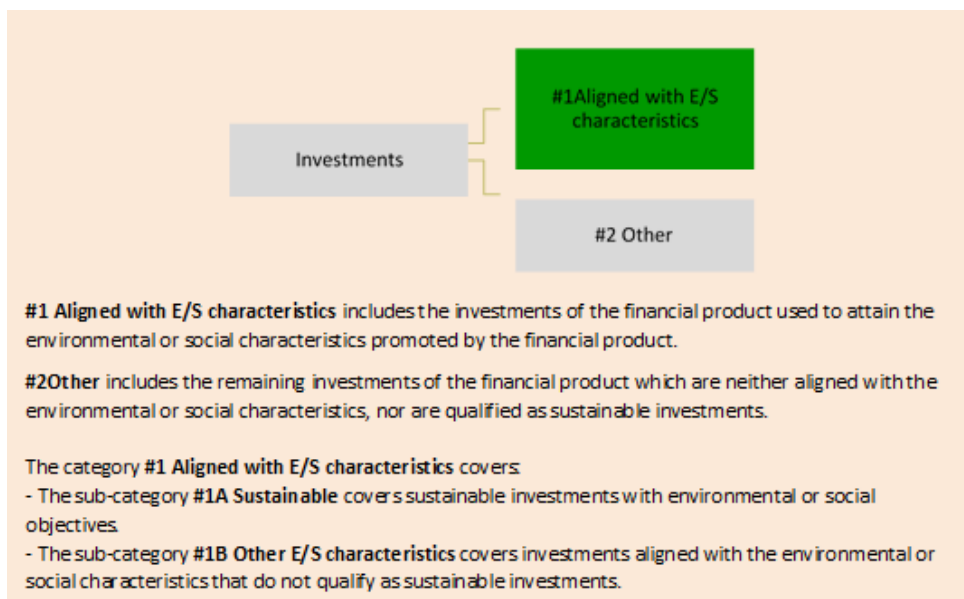 #1Aligned with E/S
characteristics
Investments
#2 Other
#1 Aligned with E/S characteristics includes the investments of the financial product used to attain the
environmental or social characteristics promoted by the financial product.
#2Other includes the remaining investments of the financial product which are neither aligned with the
environmental or social characteristics, nor are qualified as sustainable investments.
The category #1 Aligned with E/S characteristics covers:
- The sub-category #1A Sustainable covers sustainable investments with environmental or social
objectives.
- The sub-category #1B Other E/S characteristics covers investments aligned with the environmental or
social characteristics that do not qualify as sustainable investments.